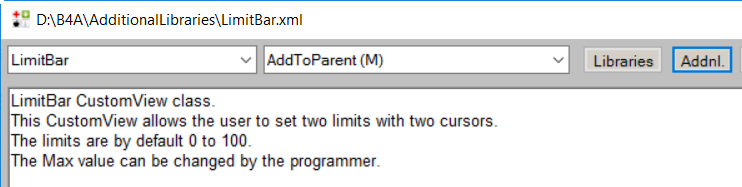 D:\B4A\AdditionalLibraries\LimitBar.xml
LimitBar AddToParent (M) Libraries Addnl.
LimitBar CustomView class.
This CustomView allows the user to set two limits with two cursors.
The limits are by default 0 to 100.
The Max value can be changed by the programmer.